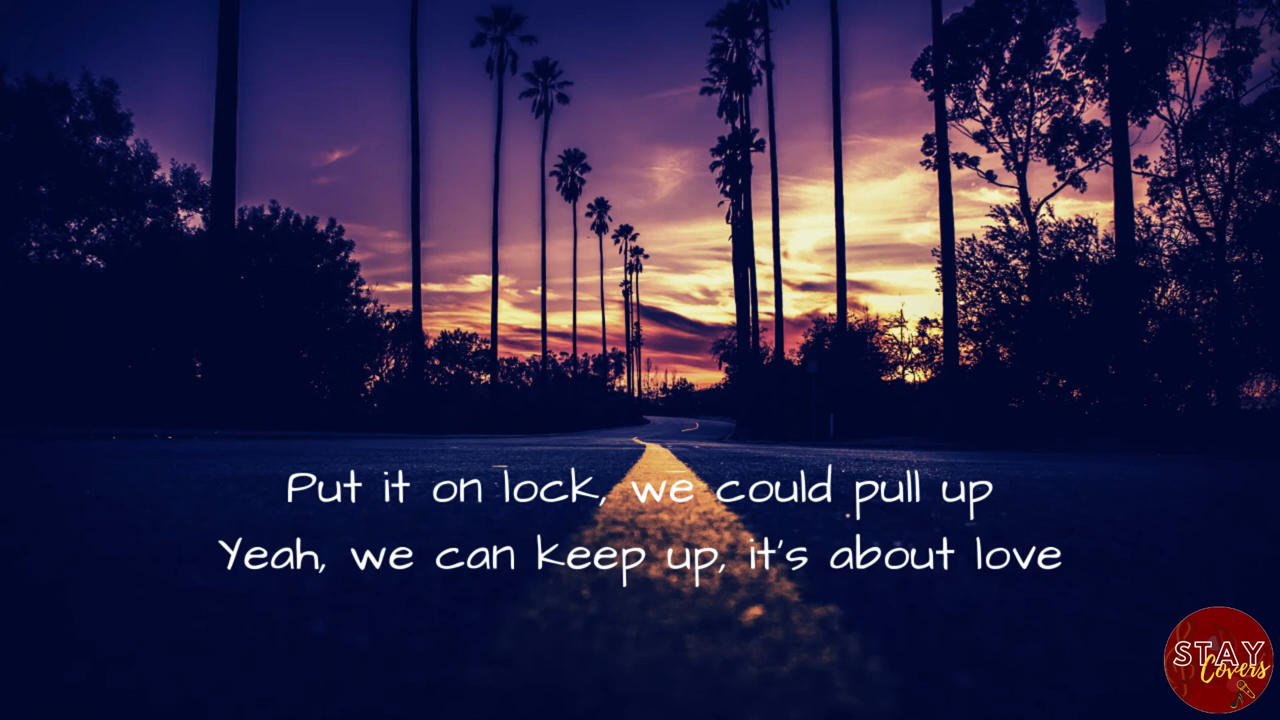 Put it on lock, we could pull up
Yeah, we can keep up, it's about love
STAY
Covers